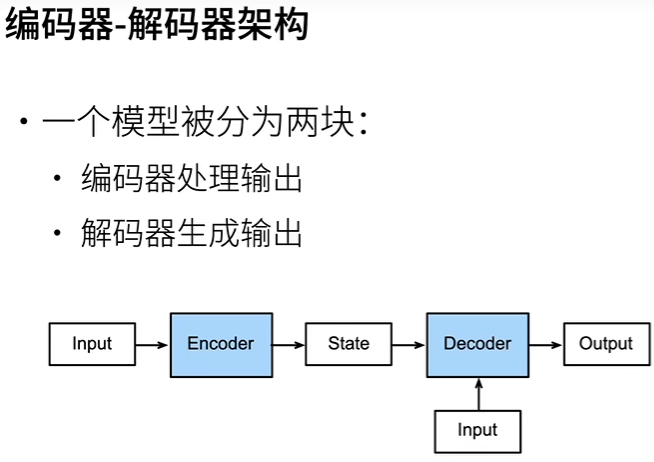 编码器-解码器架构
• 一个模型被分为两块：
• 编码器处理输出
• 解码器生成输出
Input Encoder State Decoder Output
Input